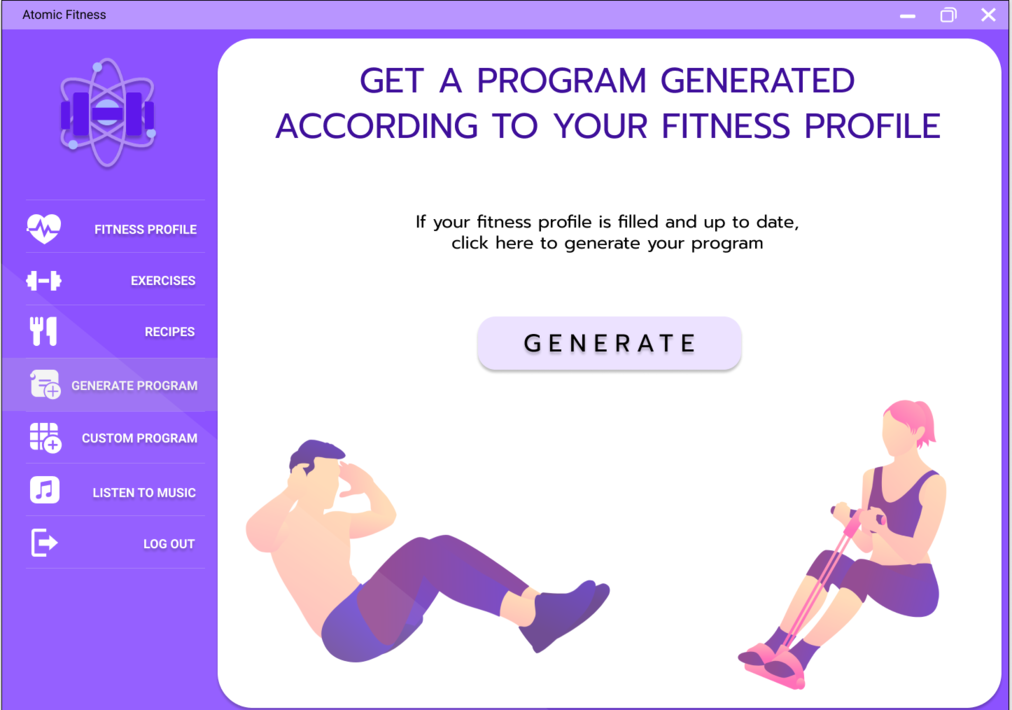 Atomic Fitness
FITNESS PROFILE
EXERCISES
RECIPES
GENERATE PROGRAM
CUSTOM PROGRAM
LISTEN TO MUSIC
LOG OUT
GET A PROGRAM GENERATED
ACCORDING TO YOUR FITNESS PROFILE
If your fitness profile is filled and up to date,
click here to generate your program
GENERATE